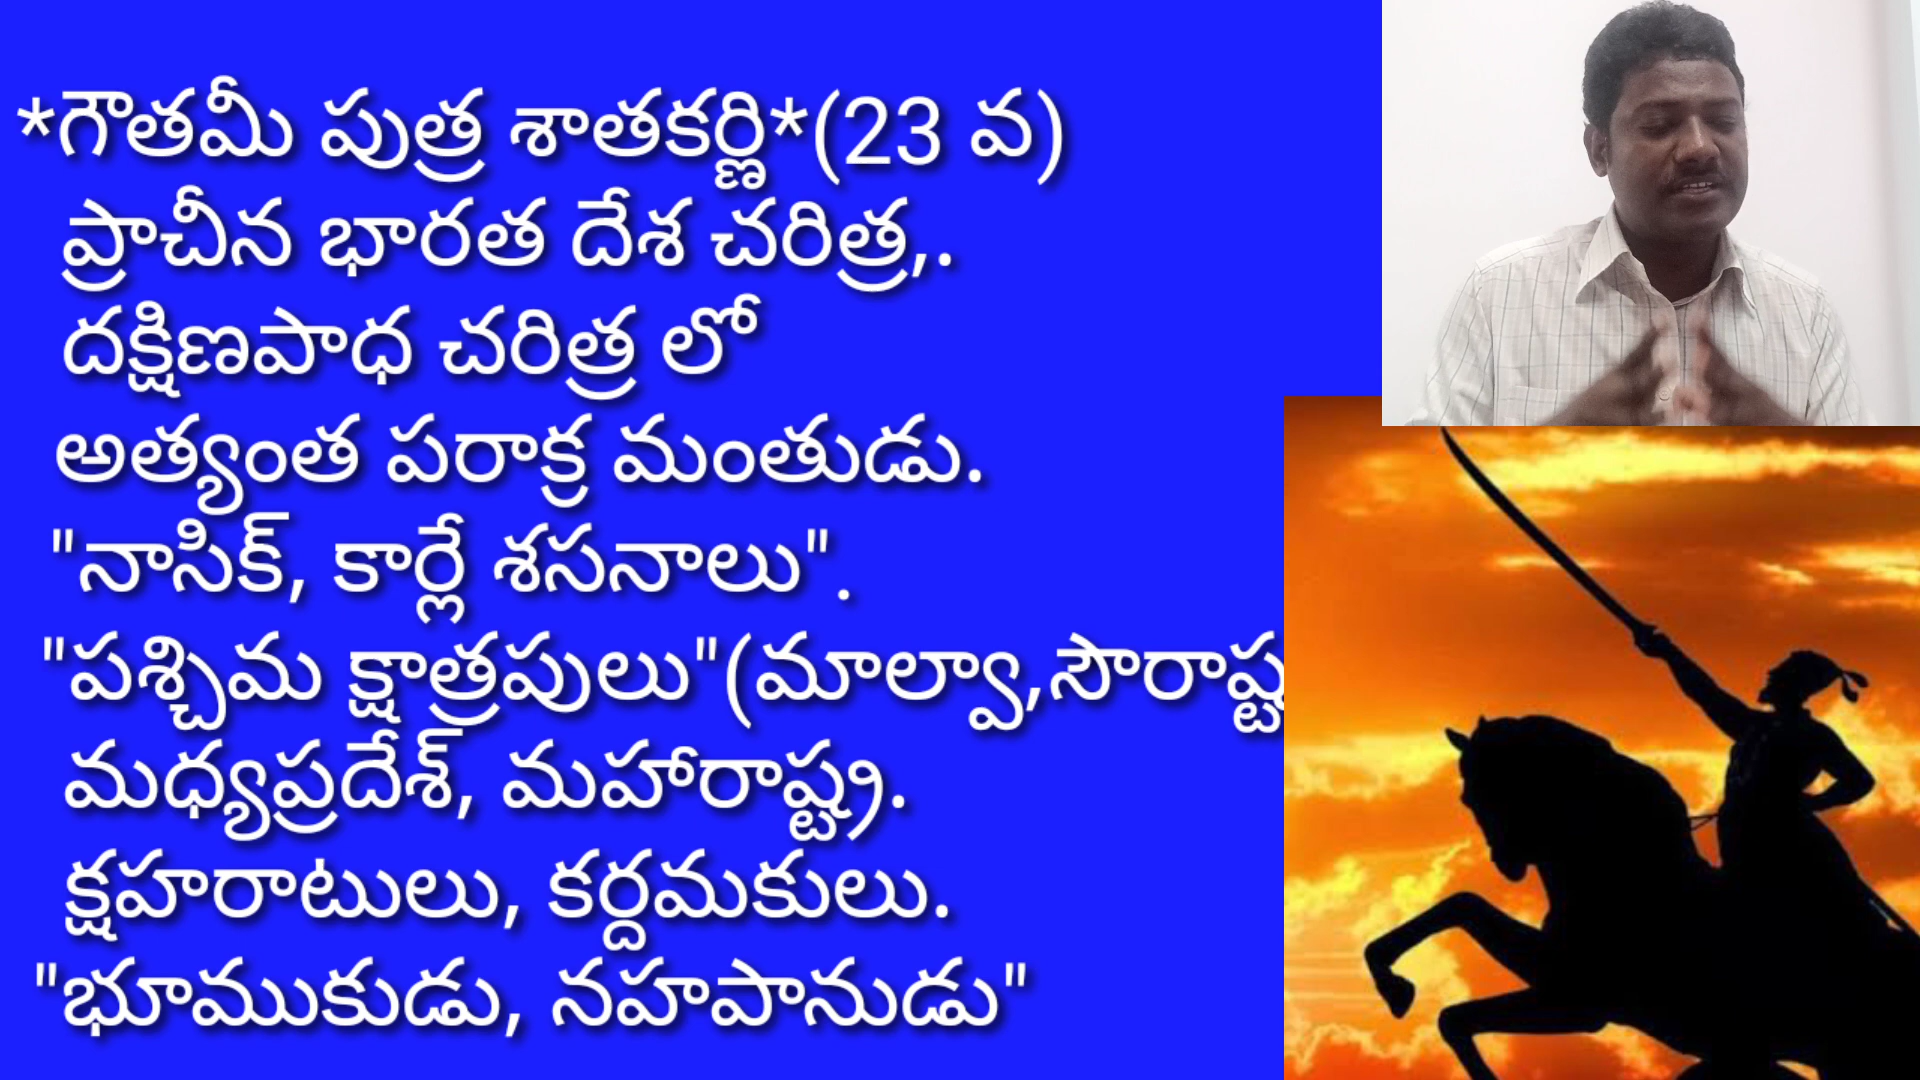 *గౌతమీ పుత్ర శాతకర్ణి*(23 వ)
ప్రాచీన భారత దేశ చరిత్ర,.
దక్షిణపాధ చరిత్ర లో
అత్యంత పరాక్ర మంతుడు.
"నాసిక్, కార్లే శసనాలు".
"పశ్చిమ క్షాత్రపులు"(మాల్వా,
మధ్యప్రదేశ్, మహారాష్ట్ర.
క్షహరాటులు, కర్దమకులు.
"భూముకుడు, నహపానుడు"